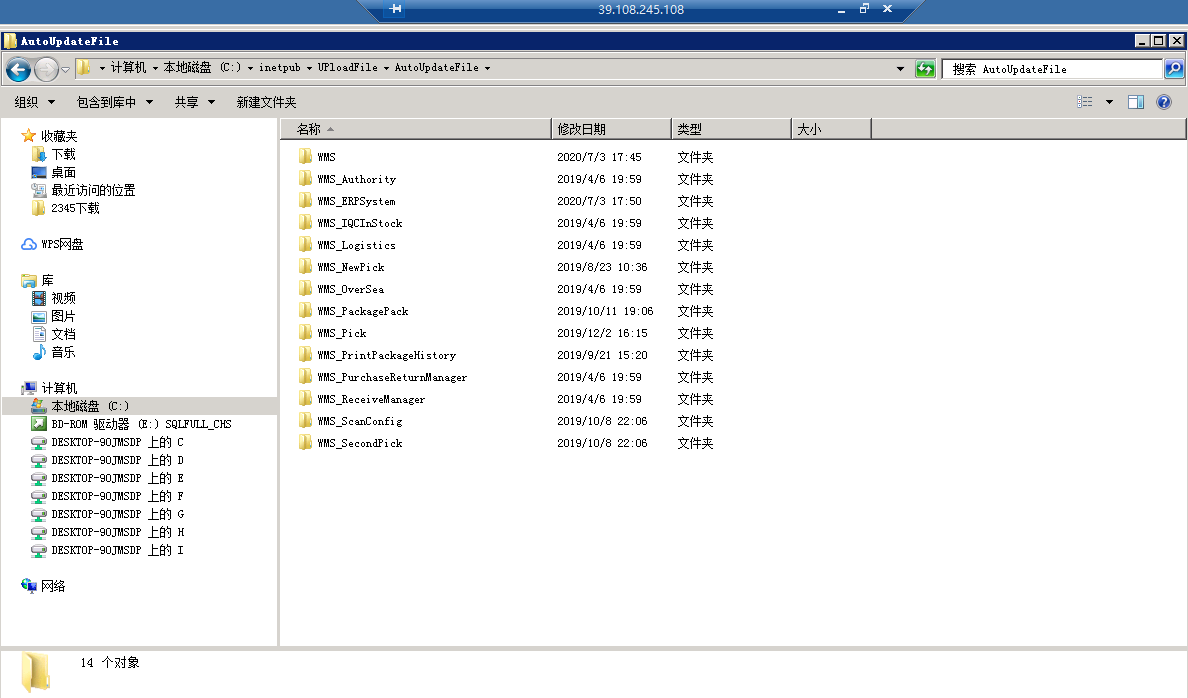 39.108.245.108
AutoUpdateFile
计算机 本地磁盘 (C:) inetpub UPloadFile AutoUpdateFile
搜索 AutoUpdateFile
组织 包含到库中 共享 新建文件夹
收藏夹
下载
桌面
最近访问的位置
2345下载
WPS网盘
库
视频
图片
文档
音乐
计算机
本地磁盘 (C:)
BD-ROM 驱动器 (E:) SQLFULL_CHS
DESKTOP-90JMSDP 上的 C
DESKTOP-90JMSDP 上的 D
DESKTOP-90JMSDP 上的 E
DESKTOP-90JMSDP 上的 F
DESKTOP-90JMSDP 上的 G
DESKTOP-90JMSDP 上的 H
DESKTOP-90JMSDP 上的 I
网络
名称 修改日期 类型 大小
WMS 2020/7/3 17:45 文件夹
WMS_Authority 2019/4/6 19:59 文件夹
WMS_ERPSystem 2020/7/3 17:50 文件夹
WMS_IQCInStock 2019/4/6 19:59 文件夹
WMS_Logistics 2019/4/6 19:59 文件夹
WMS_NewPick 2019/8/23 10:36 文件夹
WMS_OverSea 2019/4/6 19:59 文件夹
WMS_PackagePack 2019/10/11 19:06 文件夹
WMS_Pick 2019/12/2 16:15 文件夹
WMS_PrintPackageHistory 2019/9/21 15:20 文件夹
WMS_PurchaseReturnManager 2019/4/6 19:59 文件夹
WMS_ReceiveManager 2019/4/6 19:59 文件夹
WMS_ScanConfig 2019/10/8 22:06 文件夹
WMS_SecondPick 2019/10/8 22:06 文件夹
14 个对象